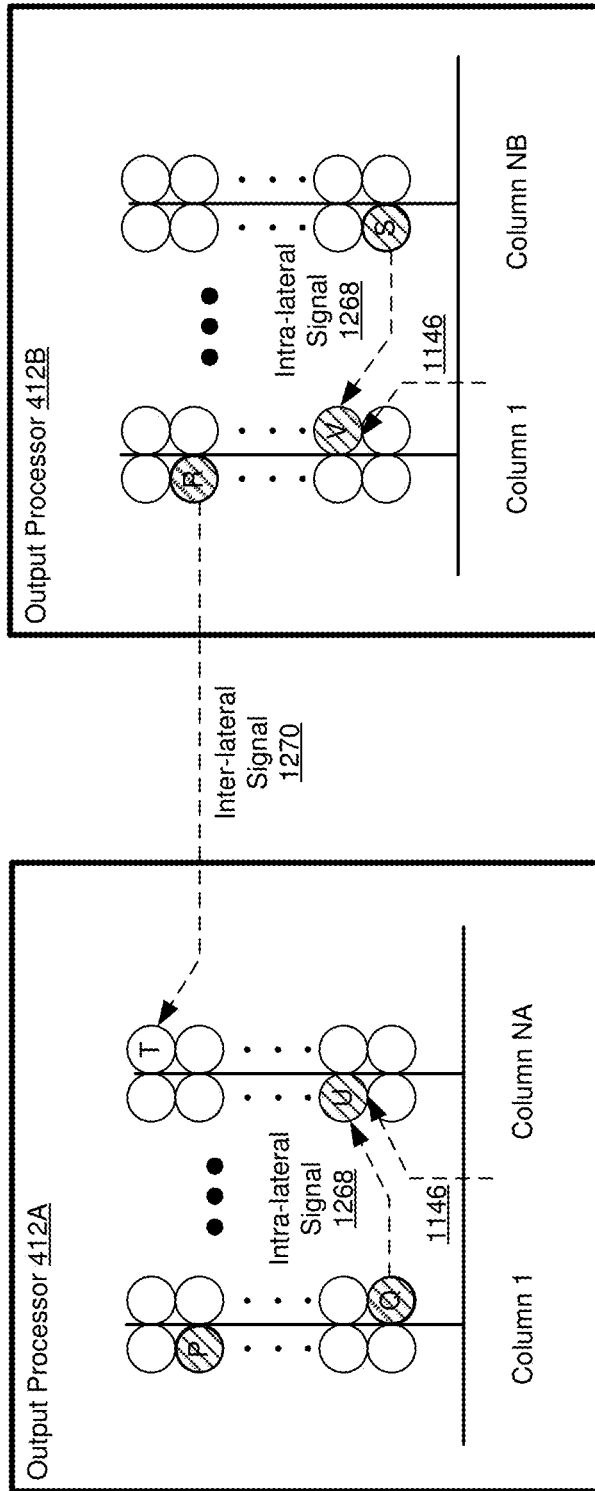 Output Processor 412A
T
P
Intra-lateral
Signal
1268
U
Q
1146
Column 1
Column NA
Inter-lateral
Signal
1270
Output Processor 412B
R
Intra-lateral
Signal
1268
V
S
1146
Column 1
Column NB